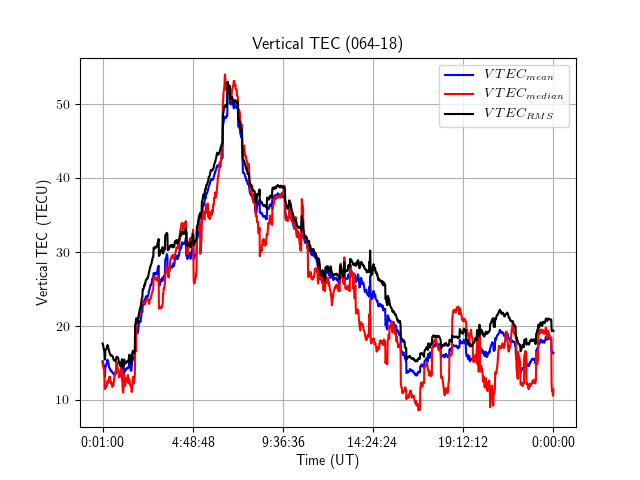 Vertical TEC (064-18)
VTEC_mean
VTEC_median
VTEC_RMS
Vertical TEC (TECU)
50
40
30
20
10
0:01:00 4:48:48 9:36:36 14:24:24 19:12:12 0:00:00
Time (UT)